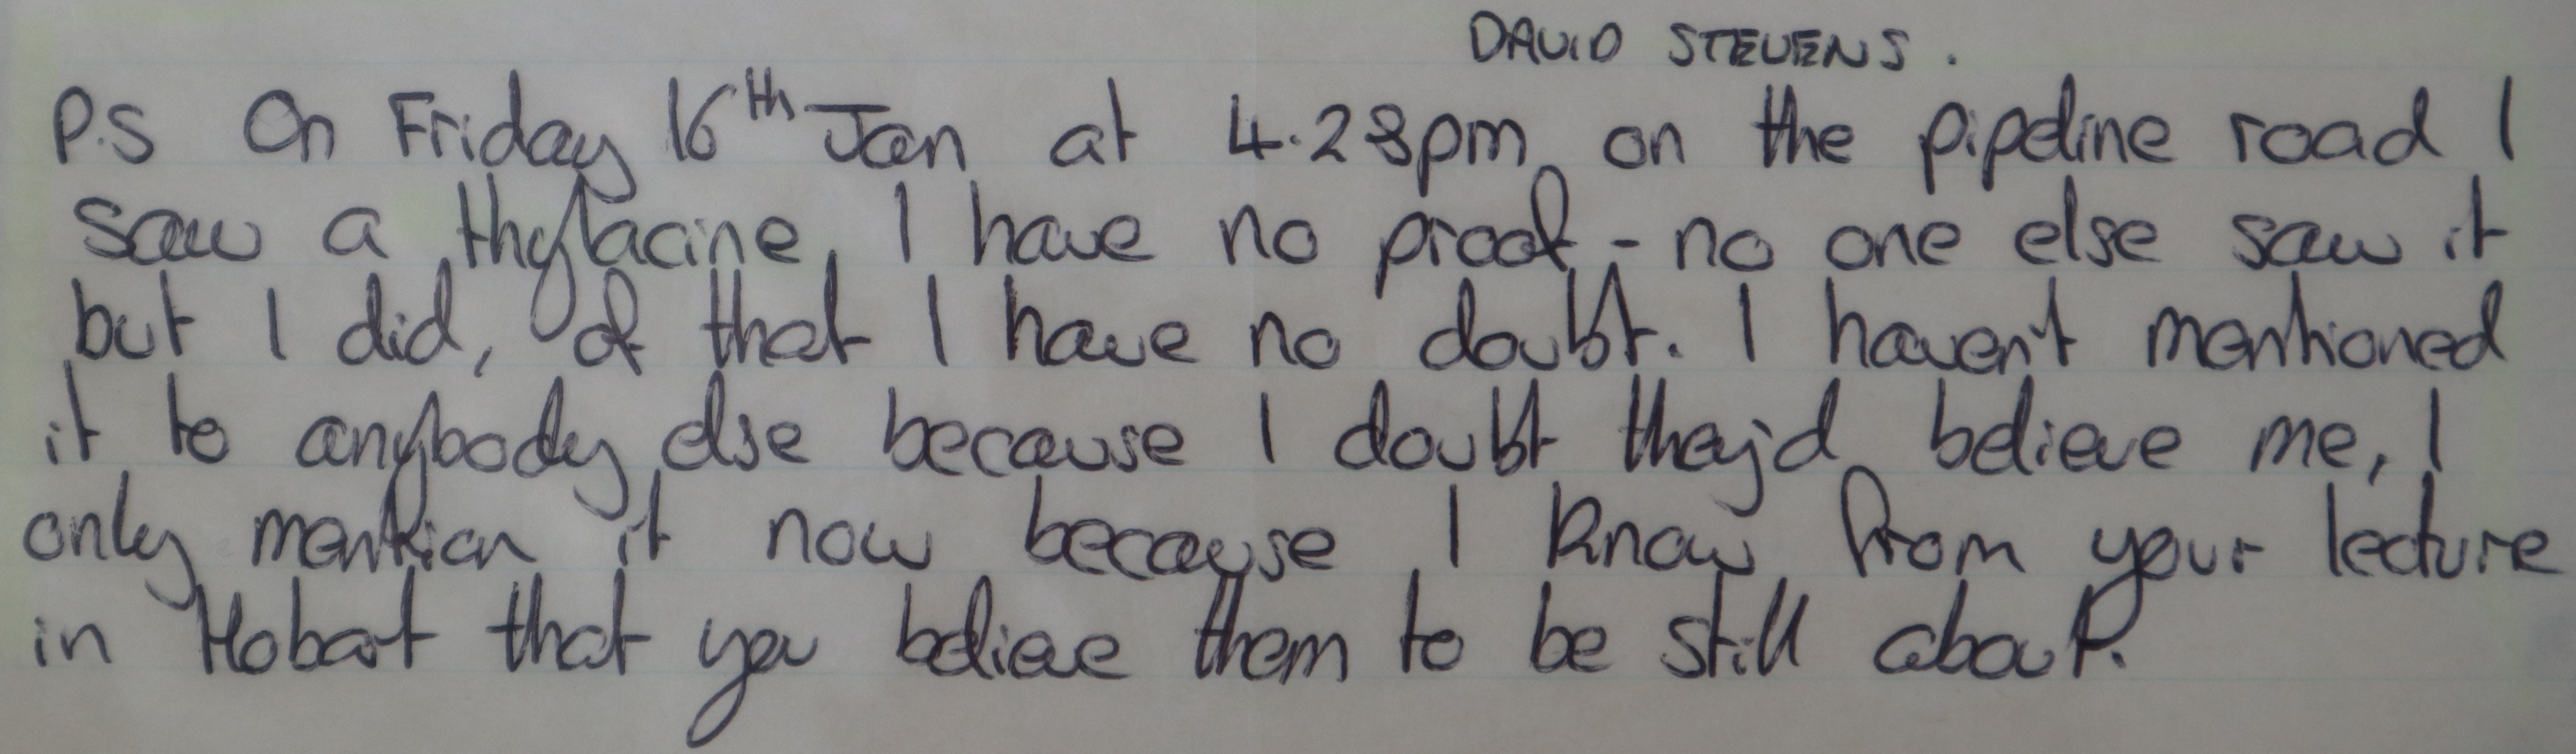 DAVID STEVENS.
P.S On Friday 16th Jan at 4.28pm on the pipeline road I
saw a thylacine, I have no proof - no one else saw it
but I did, of that I have no doubt. I haven't mentioned
it to anybody else because I doubt they'd believe me, I
only mention it now because I know from your lecture
in Hobart that you believe them to be still about.